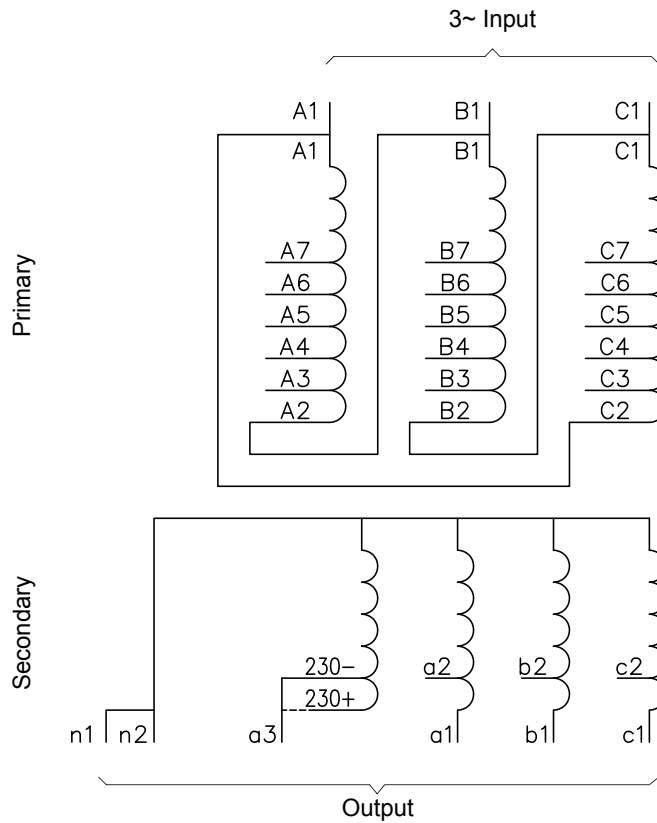 3~ Input
A1 B1 C1
A1 B1 C1
Primary
A7 B7 C7
A6 B6 C6
A5 B5 C5
A4 B4 C4
A3 B3 C3
A2 B2 C2
Secondary
230- a2 b2 c2
230+
n1 n2 a3 a1 b1 c1
Output